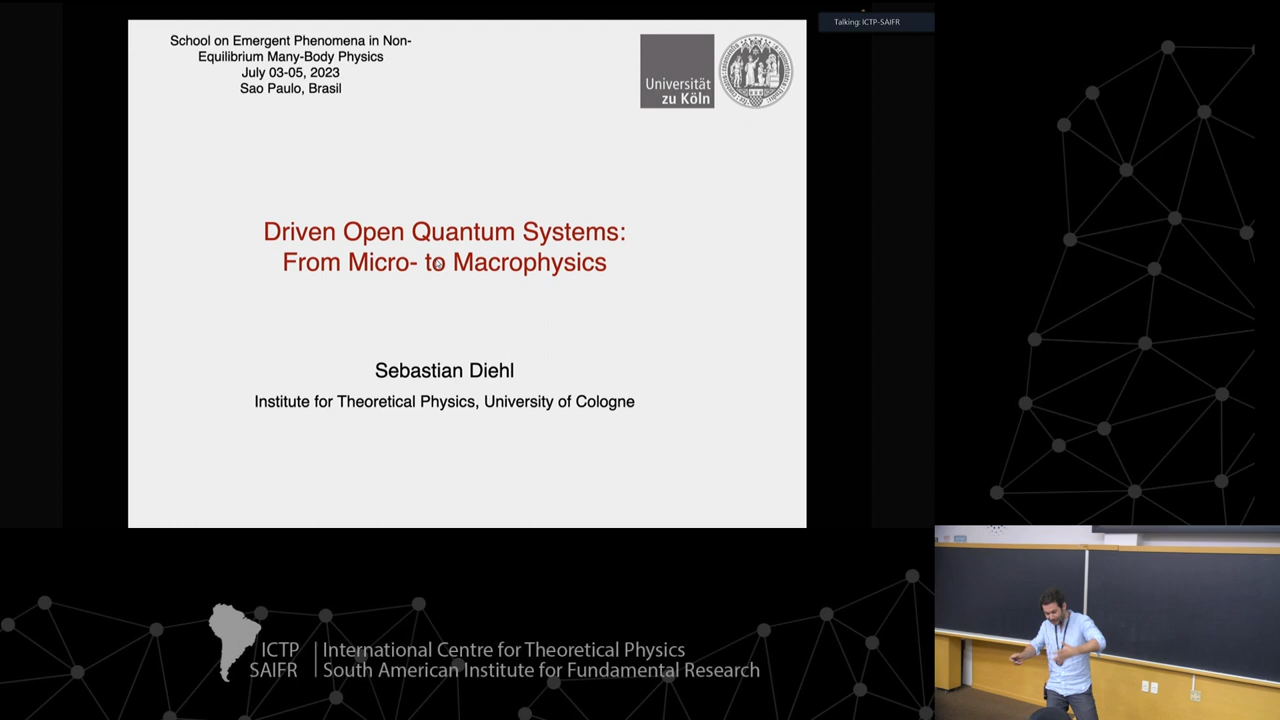 School on Emergent Phenomena in Non-
Equilibrium Many-Body Physics
July 03-05, 2023
Sao Paulo, Brasil
Universität
zu Köln
Talking: ICTP-SAIFR
Driven Open Quantum Systems:
From Micro- to Macrophysics
Sebastian Diehl
Institute for Theoretical Physics, University of Cologne
ICTP
SAIFR
International Centre for Theoretical Physics
South American Institute for Fundamental Research